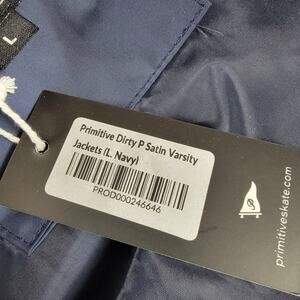 L
Primitive Dirty P Satin Varsity
Jackets (L. Navy)
PROD000246646
primitiveskate.com